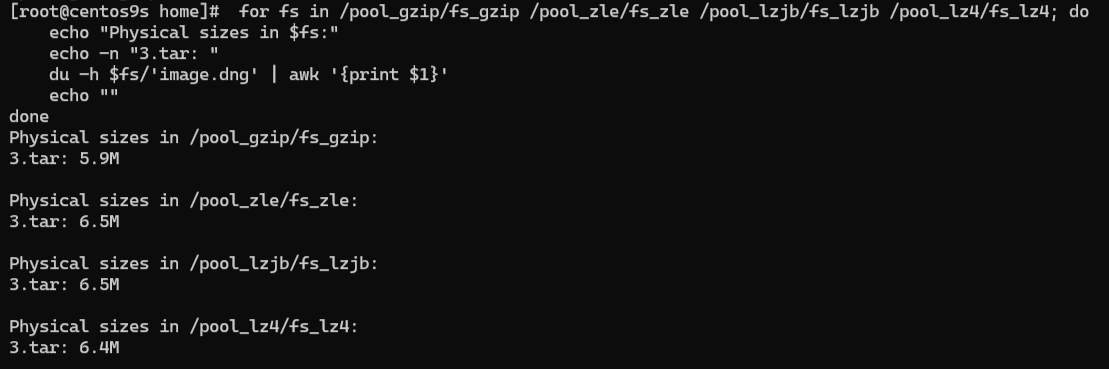 [root@centos9s home]#  for fs in /pool_gzip/fs_gzip /pool_zle/fs_zle /pool_lzjb/fs_lzjb /pool_lz4/fs_lz4; do
    echo "Physical sizes in $fs:"
    echo -n "3.tar: "
    du -h $fs/'image.dng' | awk '{print $1}'
    echo ""
done
Physical sizes in /pool_gzip/fs_gzip:
3.tar: 5.9M

Physical sizes in /pool_zle/fs_zle:
3.tar: 6.5M

Physical sizes in /pool_lzjb/fs_lzjb:
3.tar: 6.5M

Physical sizes in /pool_lz4/fs_lz4:
3.tar: 6.4M